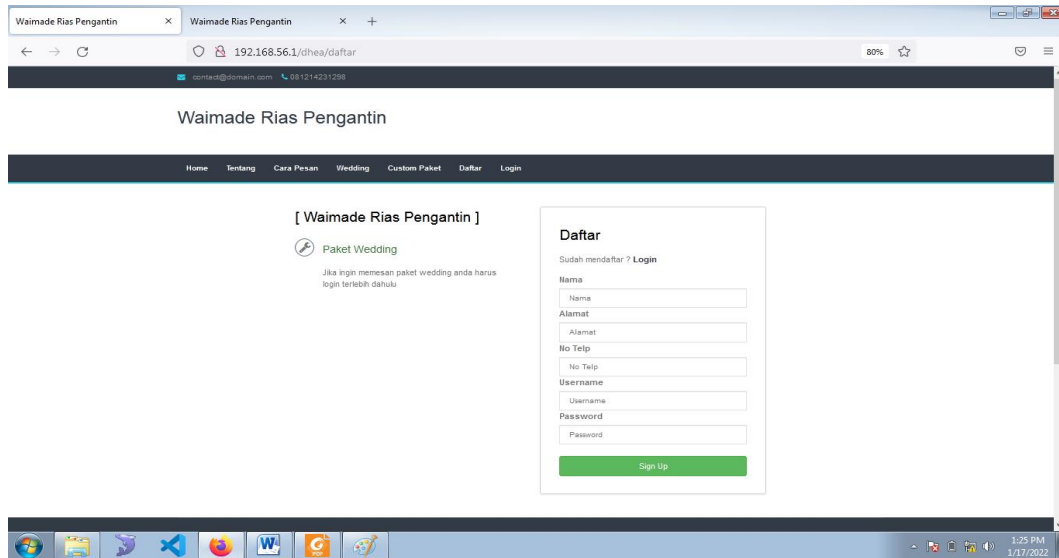 Waimade Rias Pengantin
Waimade Rias Pengantin
192.168.56.1/dhea/daftar
80%
contact@domain.com 081214231298
Waimade Rias Pengantin
Home Tentang Cara Pesan Wedding Custom Paket Daftar Login
[ Waimade Rias Pengantin ]
Paket Wedding
Jika ingin memesan paket wedding anda harus
login terlebih dahulu
Daftar
Sudah mendaftar ? Login
Nama
Nama
Alamat
Alamat
No Telp
No Telp
Username
Username
Password
Password
Sign Up
W
G
PDF
1:25 PM
1/17/2022